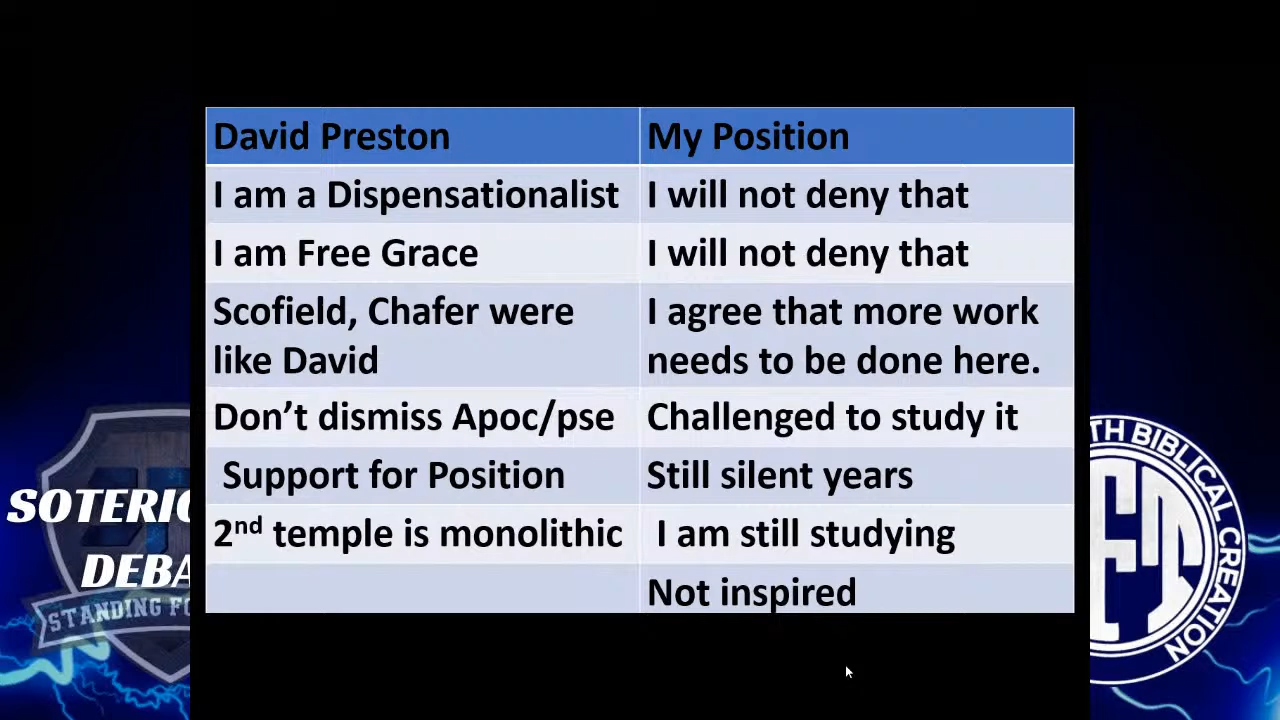 David Preston
My Position
I am a Dispensationalist
I will not deny that
I am Free Grace
I will not deny that
Scofield, Chafer were
like David
I agree that more work
needs to be done here.
Don’t dismiss Apoc/pse
Challenged to study it
Support for Position
Still silent years
2nd temple is monolithic
I am still studying
Not inspired
STANDING
BIBLICAL CREATION
FT